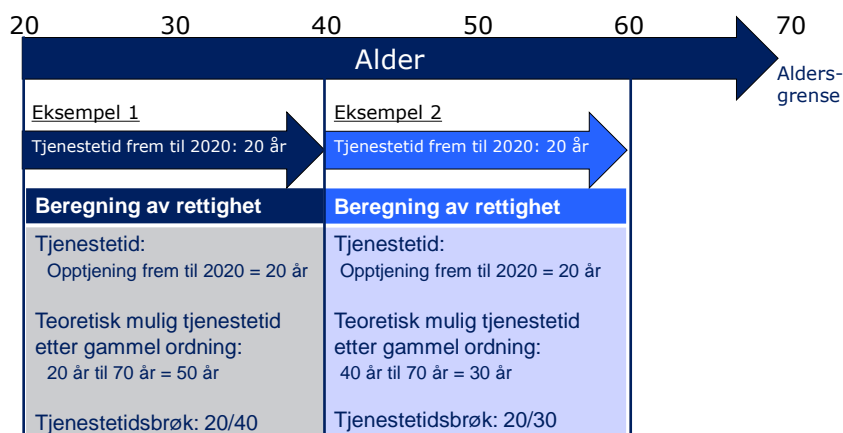 20 30 40 50 60 70
Alder
Alders-
grense
Eksempel 1
Tjenestetid frem til 2020: 20 år
Beregning av rettighet
Tjenestetid:
Opptjening frem til 2020 = 20 år
Teoretisk mulig tjenestetid
etter gammel ordning:
20 år til 70 år = 50 år
Tjenestetidsbrøk: 20/40
Eksempel 2
Tjenestetid frem til 2020: 20 år
Beregning av rettighet
Tjenestetid:
Opptjening frem til 2020 = 20 år
Teoretisk mulig tjenestetid
etter gammel ordning:
40 år til 70 år = 30 år
Tjenestetidsbrøk: 20/30